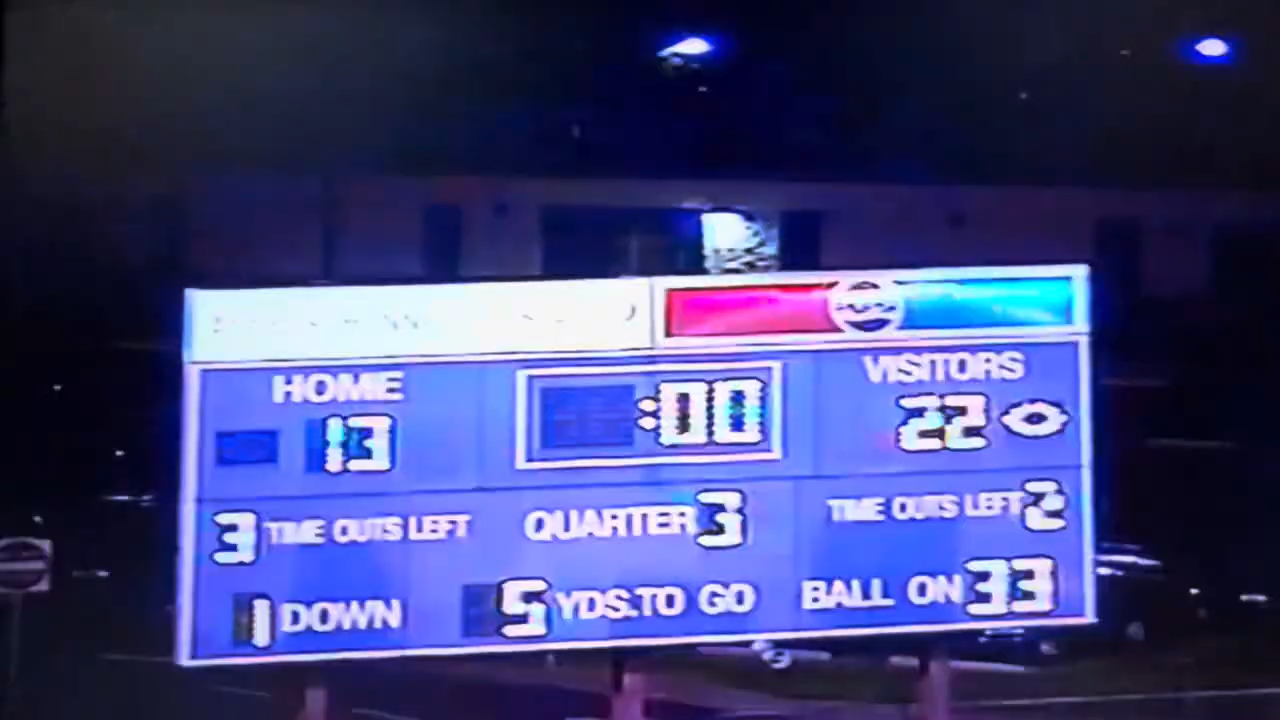 HOME
:00
VISITORS
13
22
3 TIME OUTS LEFT
QUARTER 3
TIME OUTS LEFT 2
1 DOWN
5 YDS.TO GO
BALL ON 33